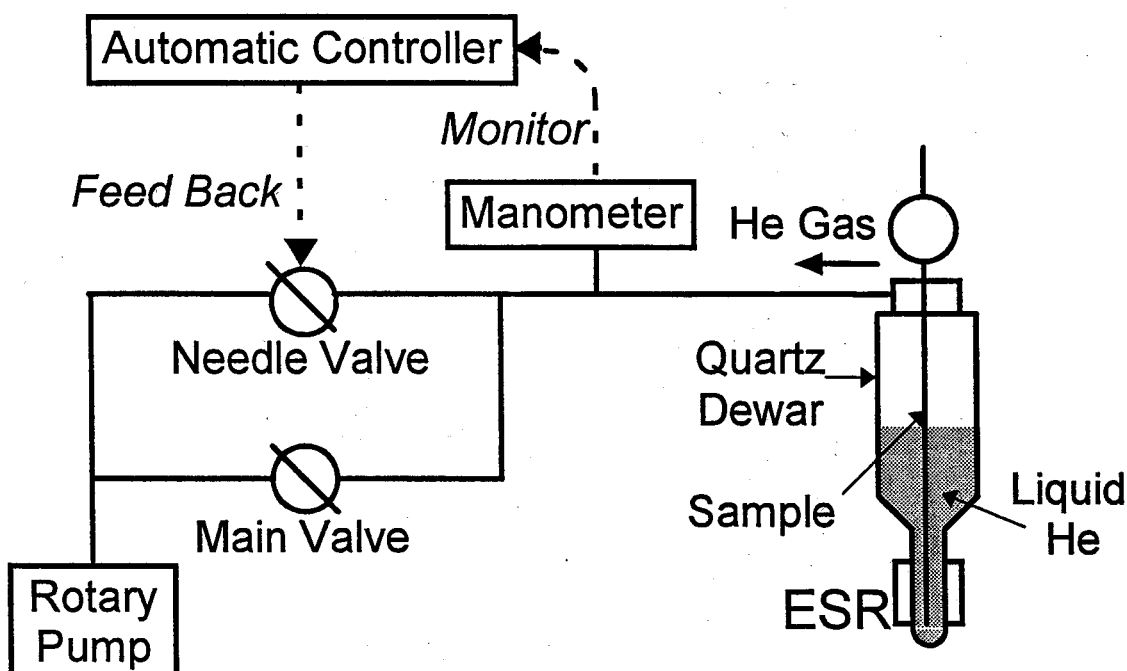 Automatic Controller
Monitor
Feed Back
Manometer
He Gas
Needle Valve
Quartz
Dewar
Main Valve
Sample
Liquid
He
Rotary
Pump
ESR